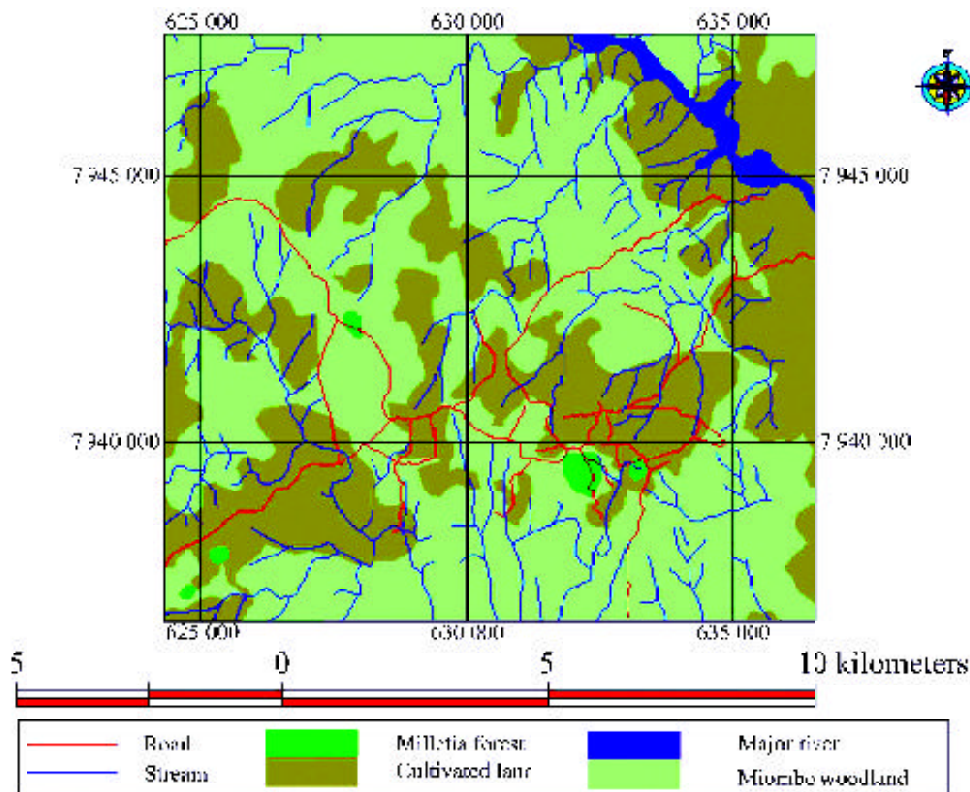 625 000 630 000 635 000
7 945 000 7 945 000
7 940 000 7 940 000
625 000 630 000 635 000
5 0 5 10 kilometers
Road Milletia forest Major river
Stream Cultivated land Miombo woodland